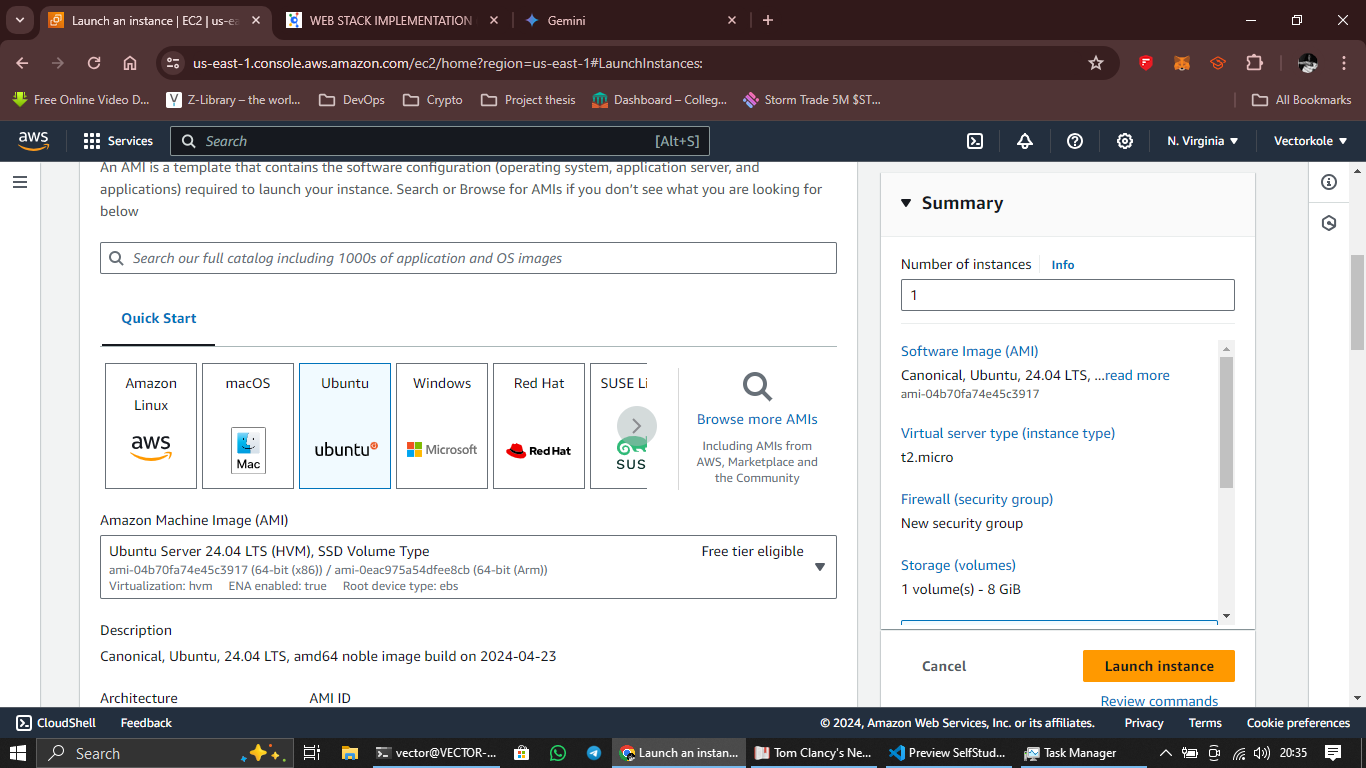 Launch an instance | EC2 | us-ea
WEB STACK IMPLEMENTATION
Gemini
us-east-1.console.aws.amazon.com/ec2/home?region=us-east-1#LaunchInstances:
Free Online Video D...
Z-Library – the worl...
DevOps
Crypto
Project thesis
Dashboard – Colleg...
Storm Trade 5M $ST...
All Bookmarks
aws
Services
Search
[Alt+S]
N. Virginia
Vectorkole
An AMI is a template that contains the software configuration (operating system, application server, and
applications) required to launch your instance. Search or Browse for AMIs if you don’t see what you are looking for
below
Search our full catalog including 1000s of application and OS images
Quick Start
Amazon
Linux
aws
macOS
Mac
Ubuntu
ubuntu
Windows
Microsoft
Red Hat
Red Hat
SUSE Li
SUS
Browse more AMIs
Including AMIs from
AWS, Marketplace and
the Community
Amazon Machine Image (AMI)
Ubuntu Server 24.04 LTS (HVM), SSD Volume Type
Free tier eligible
ami-04b70fa74e45c3917 (64-bit (x86)) / ami-0eac975a54dfee8cb (64-bit (Arm))
Virtualization: hvm ENA enabled: true Root device type: ebs
Description
Canonical, Ubuntu, 24.04 LTS, amd64 noble image build on 2024-04-23
Architecture
AMI ID
Summary
Number of instances
Info
1
Software Image (AMI)
Canonical, Ubuntu, 24.04 LTS, ...read more
ami-04b70fa74e45c3917
Virtual server type (instance type)
t2.micro
Firewall (security group)
New security group
Storage (volumes)
1 volume(s) - 8 GiB
Cancel
Launch instance
Review commands
CloudShell
Feedback
© 2024, Amazon Web Services, Inc. or its affiliates.
Privacy
Terms
Cookie preferences
Search
vector@VECTOR-...
Launch an instan...
Tom Clancy's Ne...
Preview SelfStud...
Task Manager
20:35